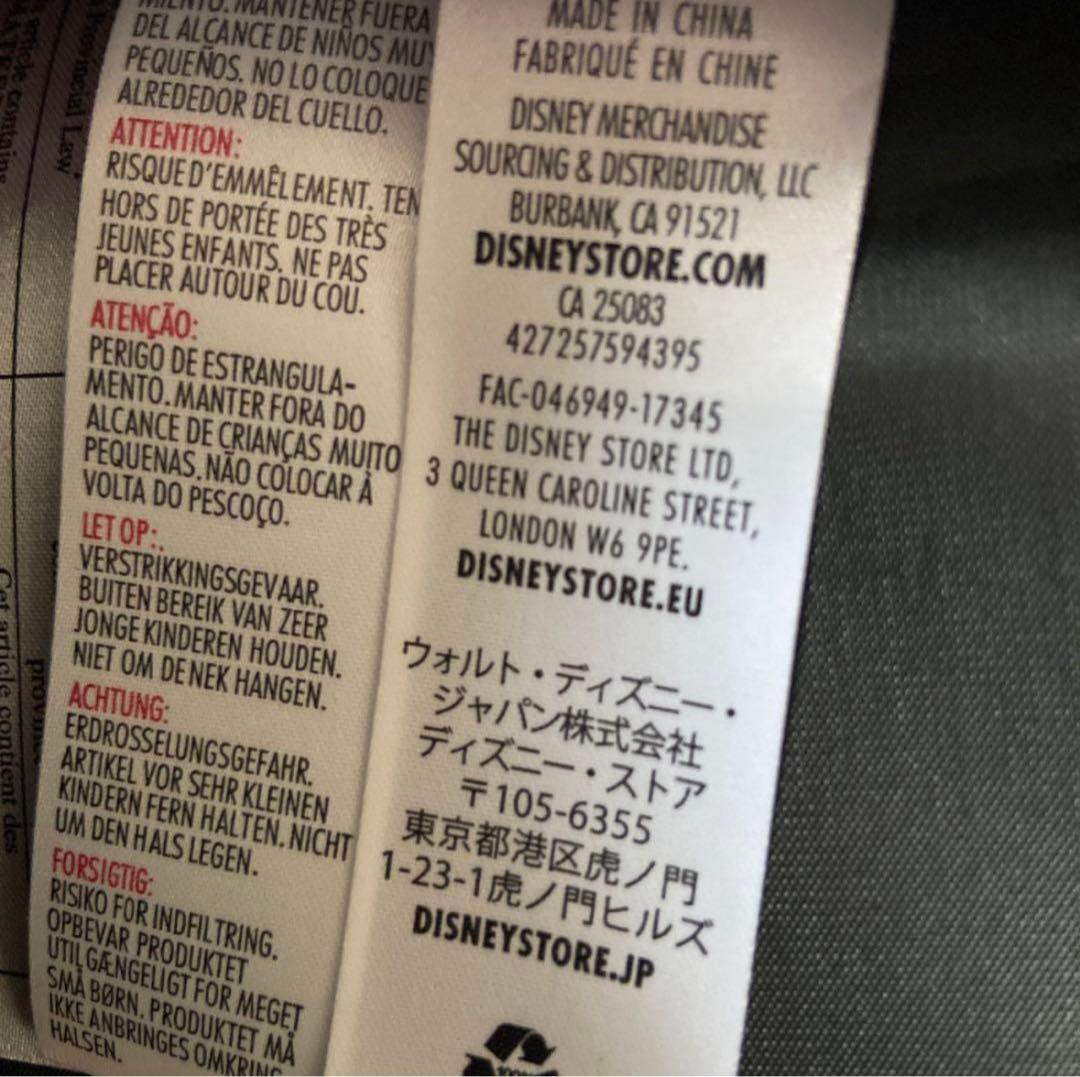 MANTENER FUERA
DEL ALCANCE DE NIÑOS MUY
PEQUEÑOS. NO LO COLOQUE
ALREDEDOR DEL CUELLO.
ATTENTION:
RISQUE D'EMMÊLEMENT. TEN
HORS DE PORTÉE DES TRÈS
JEUNES ENFANTS. NE PAS
PLACER AUTOUR DU COU.
ATENÇÃO:
PERIGO DE ESTRANGULA-
MENTO. MANTER FORA DO
ALCANCE DE CRIANÇAS MUITO
PEQUENAS. NÃO COLOCAR À
VOLTA DO PESCOÇO.
LET OP:
VERSTRIKKINGSGEVAAR.
BUITEN BEREIK VAN ZEER
JONGE KINDEREN HOUDEN.
NIET OM DE NEK HANGEN.
ACHTUNG:
ERDROSSELUNGSGEFAHR.
ARTIKEL VOR SEHR KLEINEN
KINDERN FERN HALTEN. NICHT
UM DEN HALS LEGEN.
FORSIGTIG:
RISIKO FOR INDFILTRING.
OPBEVAR PRODUKTET
UTILGÆNGELIGT FOR MEGET
SMÅ BØRN. PRODUKTET MÅ
IKKE ANBRINGES OMKRING
HALSEN.
MADE IN CHINA
FABRIQUÉ EN CHINE
DISNEY MERCHANDISE
SOURCING & DISTRIBUTION, LLC
BURBANK, CA 91521
DISNEYSTORE.COM
CA 25083
427257594395
FAC-046949-17345
THE DISNEY STORE LTD,
3 QUEEN CAROLINE STREET,
LONDON W6 9PE.
DISNEYSTORE.EU
ウォルト・ディズニー・
ジャパン株式会社
ディズニー・ストア
〒105-6355
東京都港区虎ノ門
1-23-1虎ノ門ヒルズ
DISNEYSTORE.JP
Provincial Law
article contains
Cet article contient des